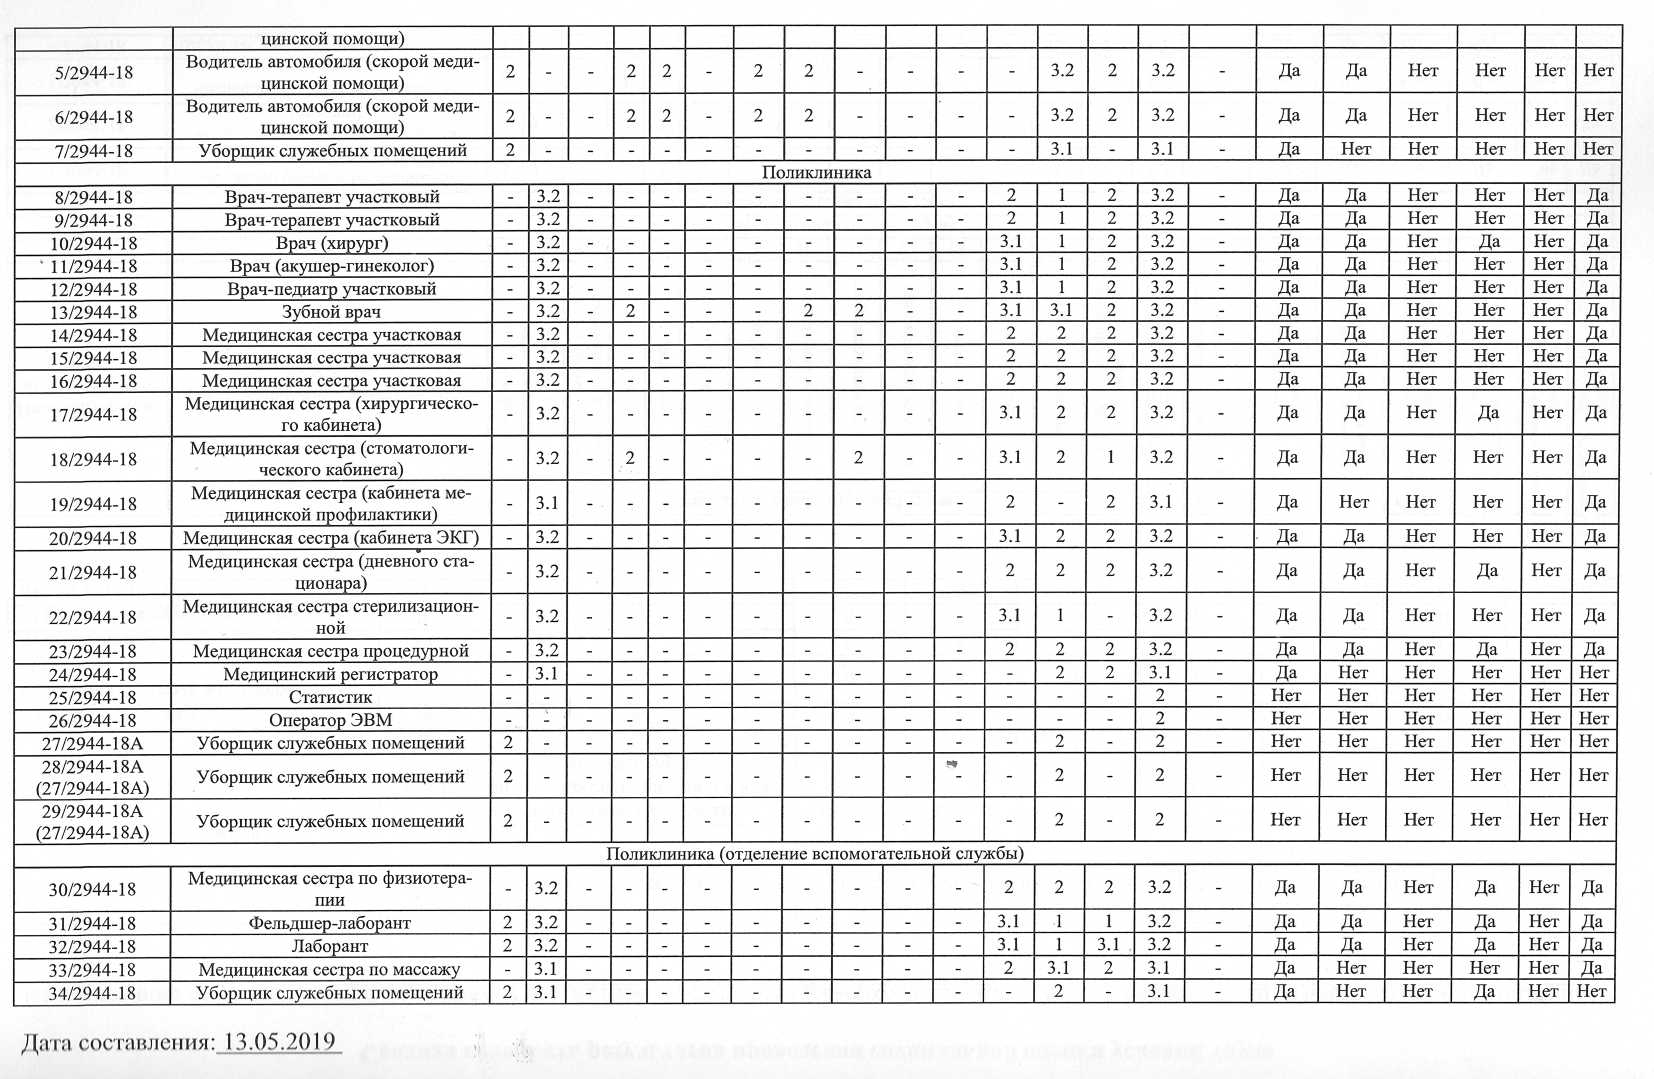 цинской помощи)
5/2944-18 Водитель автомобиля (скорой меди-
цинской помощи) 2 - - 2 2 - 2 2 - - - - 3.2 2 3.2 - Да Да Нет Нет Нет Нет
6/2944-18 Водитель автомобиля (скорой меди-
цинской помощи) 2 - - 2 2 - 2 2 - - - - 3.2 2 3.2 - Да Да Нет Нет Нет Нет
7/2944-18 Уборщик служебных помещений 2 - - - - - - - - - - - 3.1 - 3.1 - Да Нет Нет Нет Нет Нет
Поликлиника
8/2944-18 Врач-терапевт участковый - 3.2 - - - - - - - - - 2 1 2 3.2 - Да Да Нет Нет Нет Да
9/2944-18 Врач-терапевт участковый - 3.2 - - - - - - - - - 2 1 2 3.2 - Да Да Нет Нет Нет Да
10/2944-18 Врач (хирург) - 3.2 - - - - - - - - - 3.1 1 2 3.2 - Да Да Нет Да Нет Да
11/2944-18 Врач (акушер-гинеколог) - 3.2 - - - - - - - - - 3.1 1 2 3.2 - Да Да Нет Нет Нет Да
12/2944-18 Врач-педиатр участковый - 3.2 - - - - - - - - - 3.1 1 2 3.2 - Да Да Нет Нет Нет Да
13/2944-18 Зубной врач - 3.2 - 2 - - - 2 2 - - 3.1 3.1 2 3.2 - Да Да Нет Нет Нет Да
14/2944-18 Медицинская сестра участковая - 3.2 - - - - - - - - - 2 2 2 3.2 - Да Да Нет Нет Нет Да
15/2944-18 Медицинская сестра участковая - 3.2 - - - - - - - - - 2 2 2 3.2 - Да Да Нет Нет Нет Да
16/2944-18 Медицинская сестра участковая - 3.2 - - - - - - - - - 2 2 2 3.2 - Да Да Нет Нет Нет Да
17/2944-18 Медицинская сестра (хирургическо-
го кабинета) - 3.2 - - - - - - - - - 3.1 2 2 3.2 - Да Да Нет Да Нет Да
18/2944-18 Медицинская сестра (стоматологи-
ческого кабинета) - 3.2 - 2 - - - - 2 - - 3.1 2 1 3.2 - Да Да Нет Нет Нет Да
19/2944-18 Медицинская сестра (кабинета ме-
дицинской профилактики) - 3.1 - - - - - - - - - 2 - 2 3.1 - Да Нет Нет Нет Нет Да
20/2944-18 Медицинская сестра (кабинета ЭКГ) - 3.2 - - - - - - - - - 3.1 2 2 3.2 - Да Да Нет Нет Нет Да
21/2944-18 Медицинская сестра (дневного ста-
ционара) - 3.2 - - - - - - - - - 2 2 2 3.2 - Да Да Нет Да Нет Да
22/2944-18 Медицинская сестра стерилизацион-
ной - 3.2 - - - - - - - - - 3.1 1 - 3.2 - Да Да Нет Нет Нет Да
23/2944-18 Медицинская сестра процедурной - 3.2 - - - - - - - - - 2 2 2 3.2 - Да Да Нет Да Нет Да
24/2944-18 Медицинский регистратор - 3.1 - - - - - - - - - - 2 2 3.1 - Да Нет Нет Нет Нет Нет
25/2944-18 Статистик - - - - - - - - - - - - - - 2 - Нет Нет Нет Нет Нет Нет
26/2944-18 Оператор ЭВМ - - - - - - - - - - - - - - 2 - Нет Нет Нет Нет Нет Нет
27/2944-18А Уборщик служебных помещений 2 - - - - - - - - - - - 2 - 2 - Нет Нет Нет Нет Нет Нет
28/2944-18А
(27/2944-18А) Уборщик служебных помещений 2 - - - - - - - - - - - 2 - 2 - Нет Нет Нет Нет Нет Нет
29/2944-18А
(27/2944-18А) Уборщик служебных помещений 2 - - - - - - - - - - - 2 - 2 - Нет Нет Нет Нет Нет Нет
Поликлиника (отделение вспомогательной службы)
30/2944-18 Медицинская сестра по физиотера-
пии - 3.2 - - - - - - - - - 2 2 2 3.2 - Да Да Нет Да Нет Да
31/2944-18 Фельдшер-лаборант 2 3.2 - - - - - - - - - 3.1 1 1 3.2 - Да Да Нет Да Нет Да
32/2944-18 Лаборант 2 3.2 - - - - - - - - - 3.1 1 3.1 3.2 - Да Да Нет Да Нет Да
33/2944-18 Медицинская сестра по массажу - 3.1 - - - - - - - - - 2 3.1 2 3.1 - Да Нет Нет Нет Нет Да
34/2944-18 Уборщик служебных помещений 2 3.1 - - - - - - - - - - 2 - 3.1 - Да Нет Нет Да Нет Нет
Дата составления: 13.05.2019